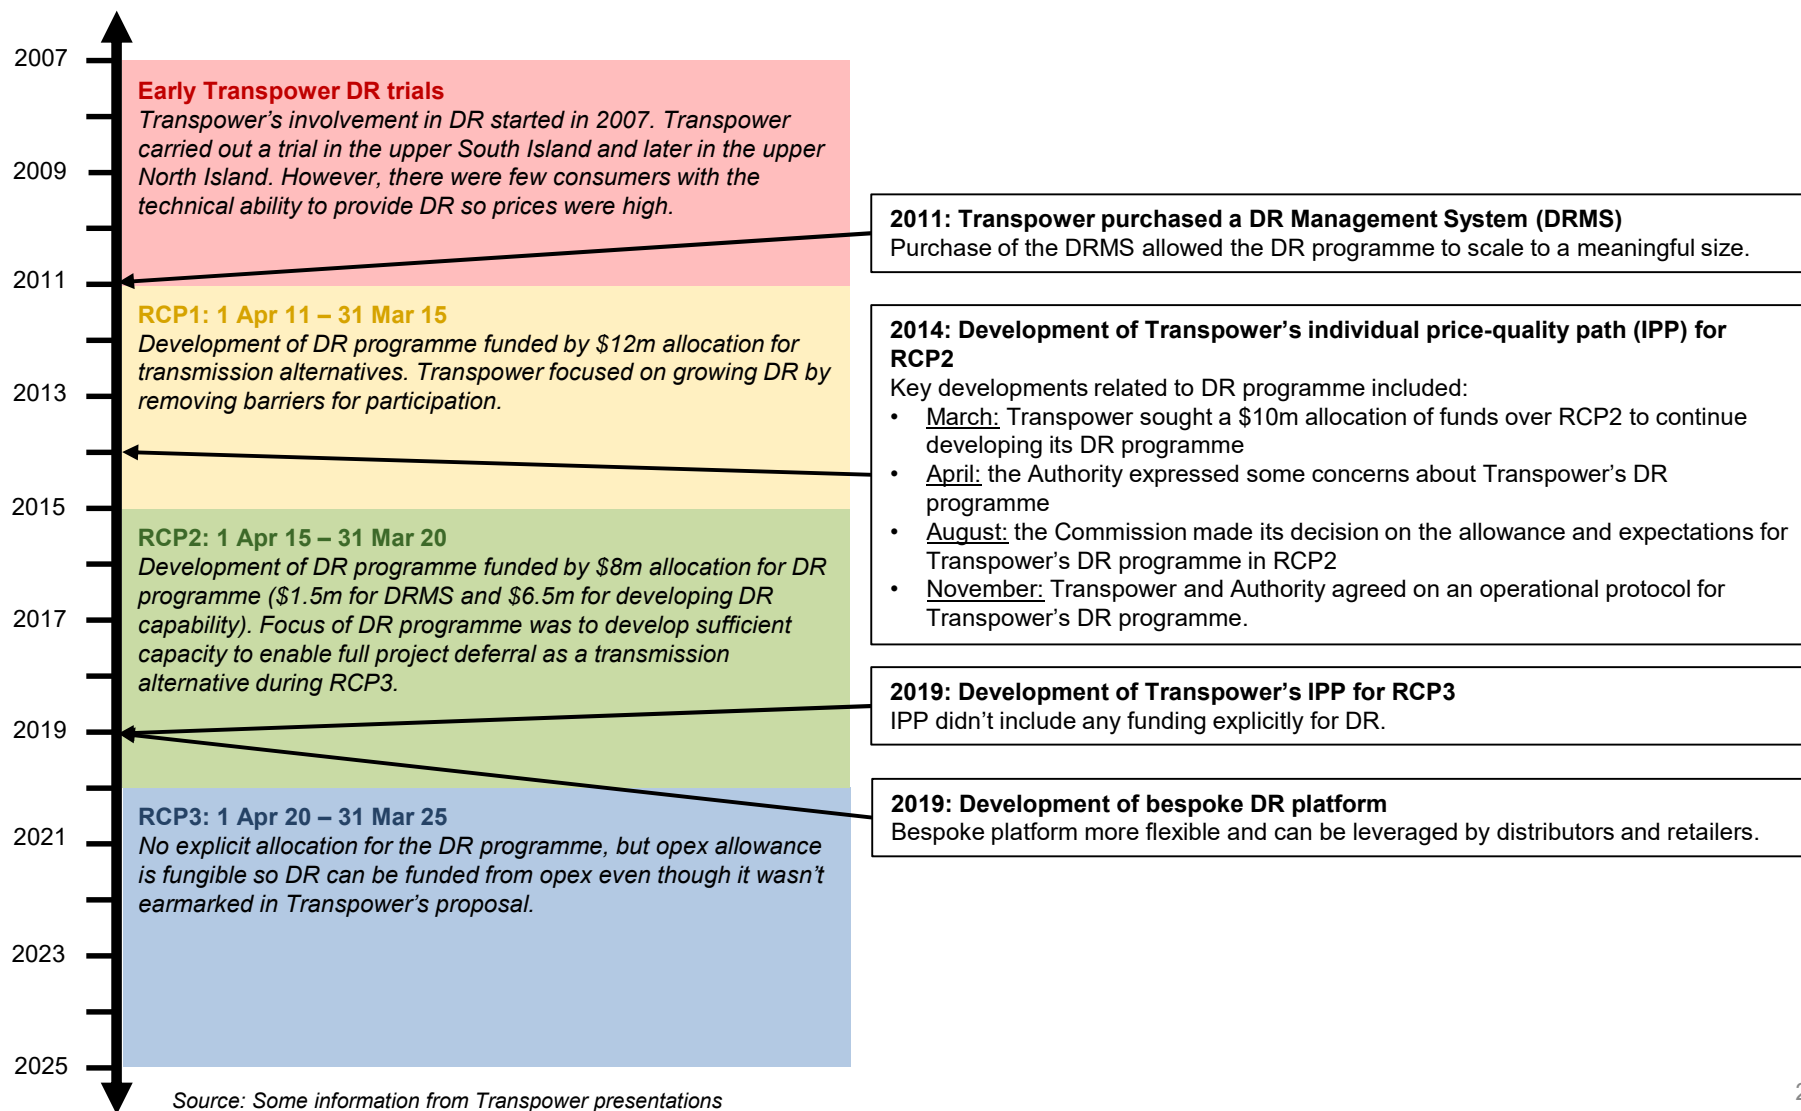 2007
2009
2011
2013
2015
2017
2019
2021
2023
2025
Early Transpower DR trials
Transpower’s involvement in DR started in 2007. Transpower
carried out a trial in the upper South Island and later in the upper
North Island. However, there were few consumers with the
technical ability to provide DR so prices were high.
RCP1: 1 Apr 11 – 31 Mar 15
Development of DR programme funded by $12m allocation for
transmission alternatives. Transpower focused on growing DR by
removing barriers for participation.
RCP2: 1 Apr 15 – 31 Mar 20
Development of DR programme funded by $8m allocation for DR
programme ($1.5m for DRMS and $6.5m for developing DR
capability). Focus of DR programme was to develop sufficient
capacity to enable full project deferral as a transmission
alternative during RCP3.
RCP3: 1 Apr 20 – 31 Mar 25
No explicit allocation for the DR programme, but opex allowance
is fungible so DR can be funded from opex even though it wasn’t
earmarked in Transpower’s proposal.
2011: Transpower purchased a DR Management System (DRMS)
Purchase of the DRMS allowed the DR programme to scale to a meaningful size.
2014: Development of Transpower’s individual price-quality path (IPP) for
RCP2
Key developments related to DR programme included:
• March: Transpower sought a $10m allocation of funds over RCP2 to continue
developing its DR programme
• April: the Authority expressed some concerns about Transpower’s DR
programme
• August: the Commission made its decision on the allowance and expectations for
Transpower’s DR programme in RCP2
• November: Transpower and Authority agreed on an operational protocol for
Transpower’s DR programme.
2019: Development of Transpower’s IPP for RCP3
IPP didn’t include any funding explicitly for DR.
2019: Development of bespoke DR platform
Bespoke platform more flexible and can be leveraged by distributors and retailers.
Source: Some information from Transpower presentations